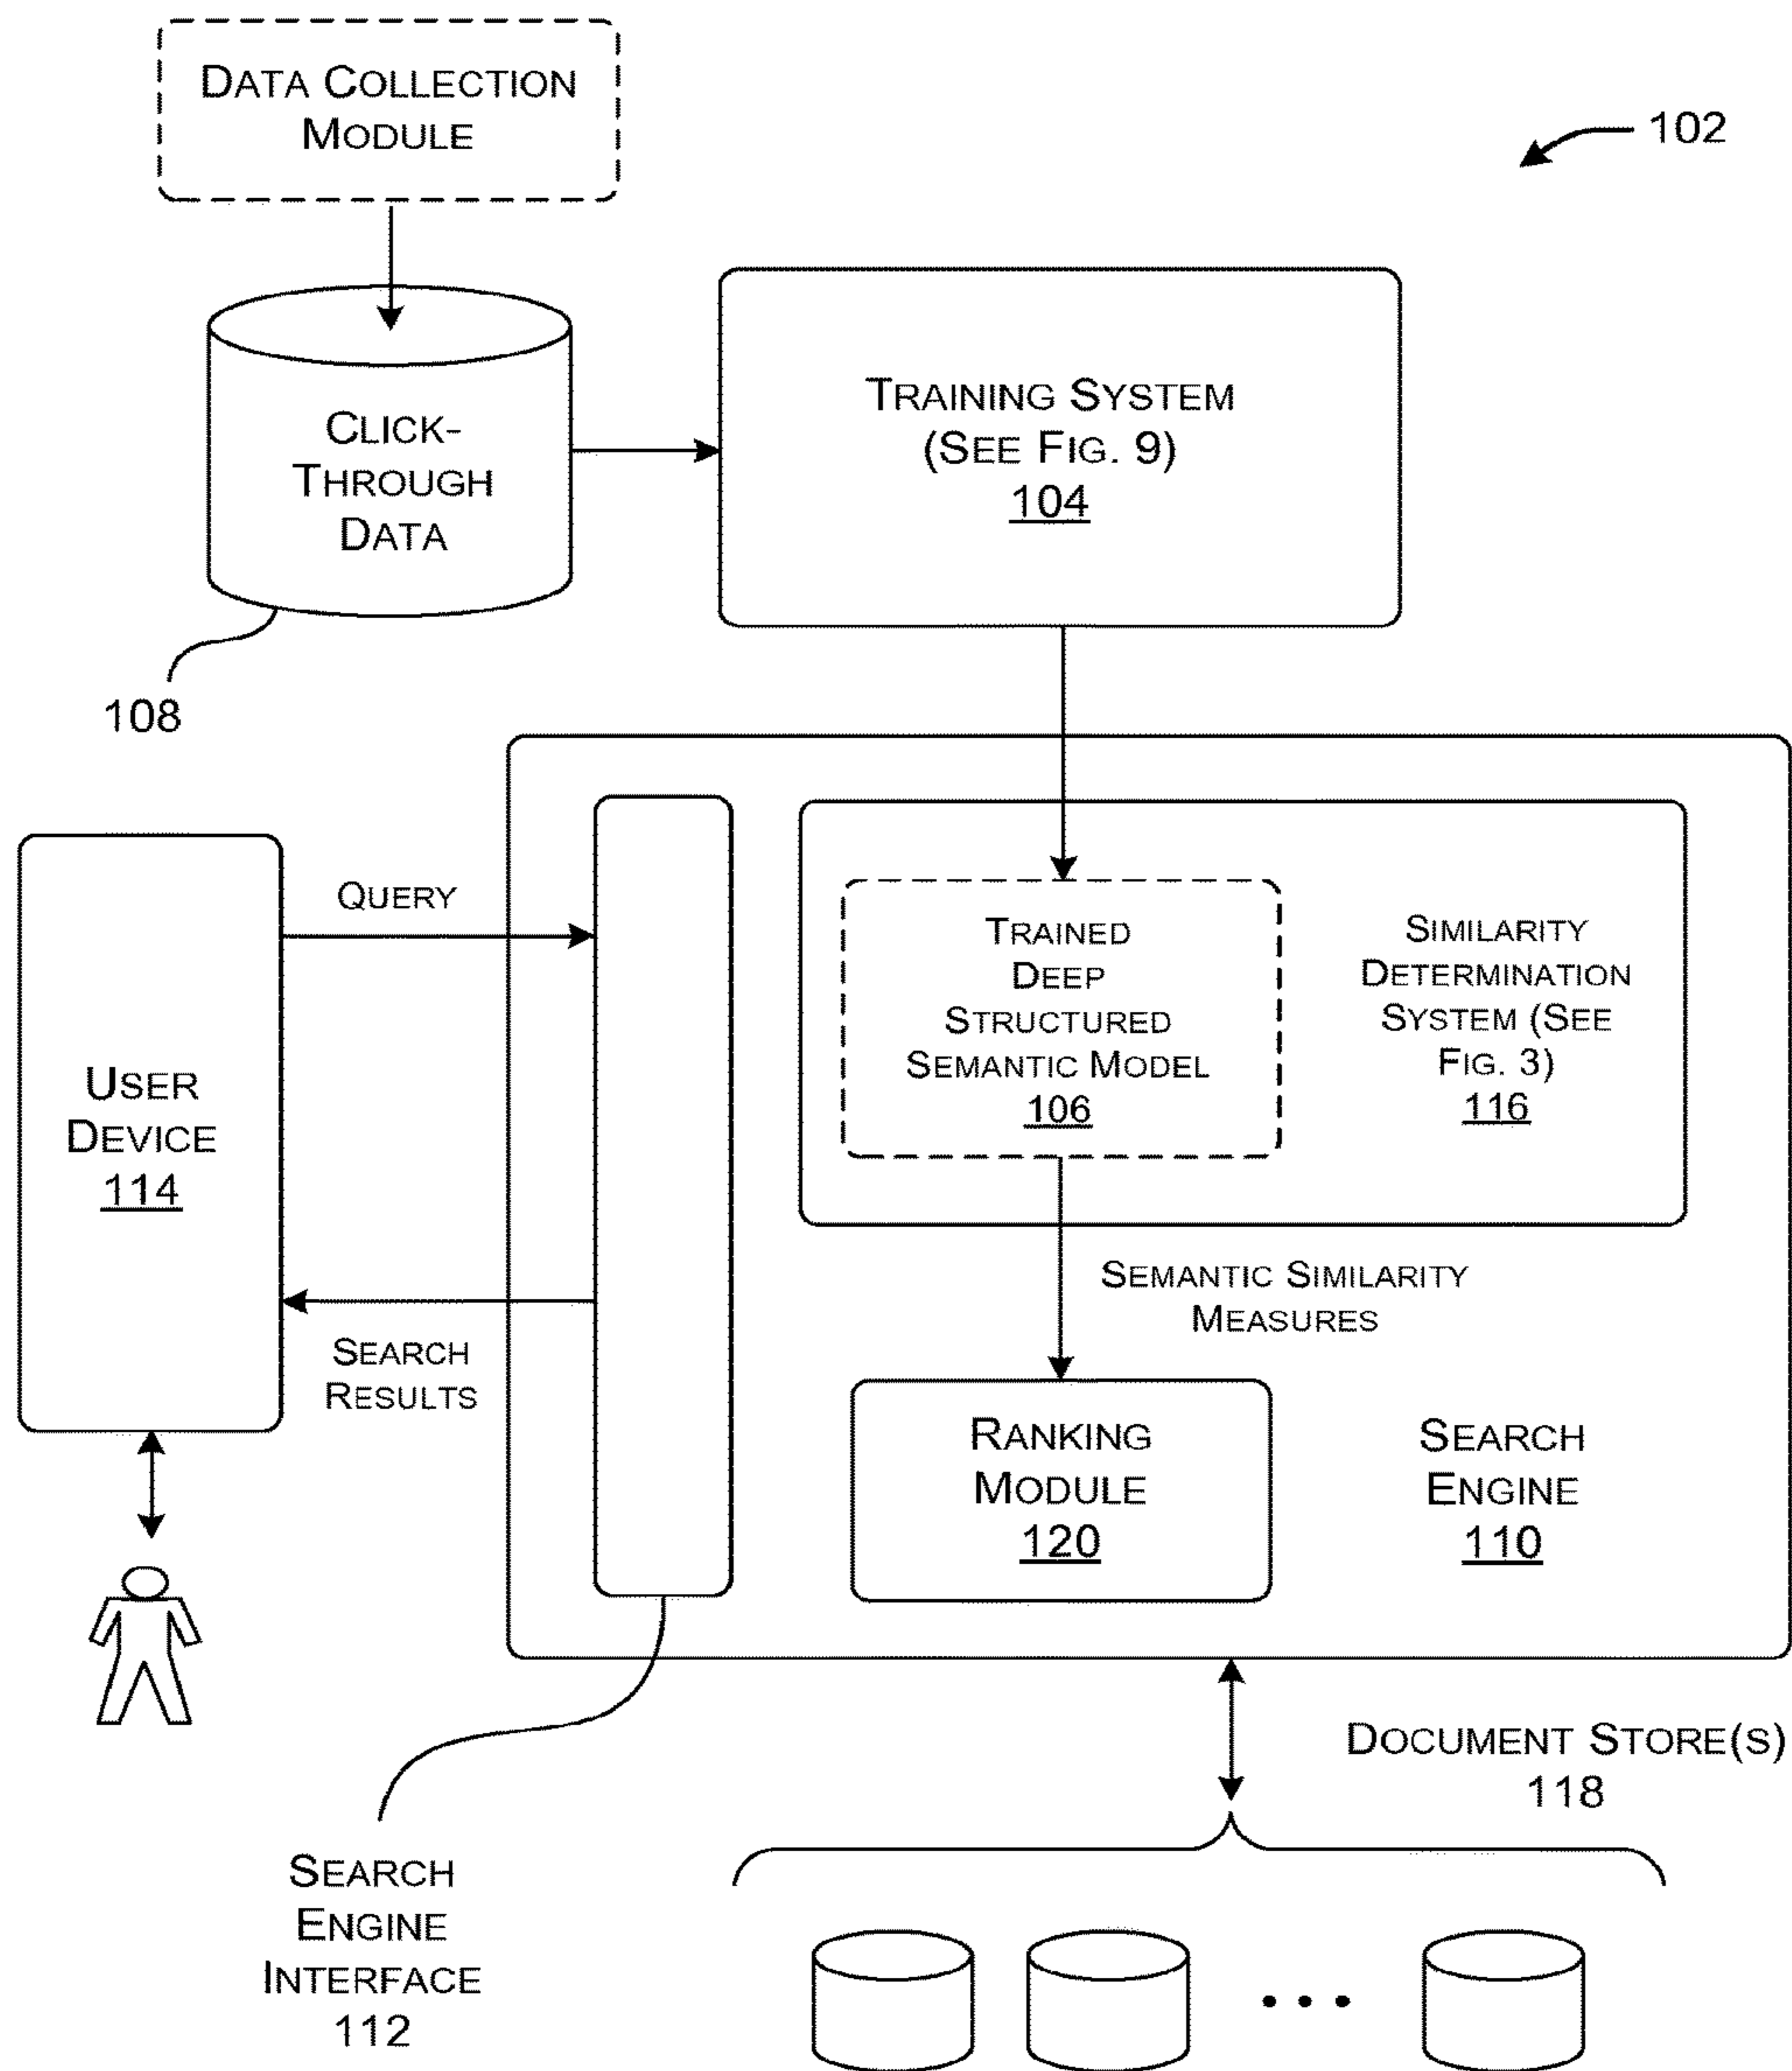 DATA COLLECTION
MODULE
102
CLICK-
THROUGH
DATA
TRAINING SYSTEM
(SEE FIG. 9)
104
108
QUERY
USER
DEVICE
114
SEARCH
RESULTS
TRAINED
DEEP
STRUCTURED
SEMANTIC MODEL
106
SIMILARITY
DETERMINATION
SYSTEM (SEE
FIG. 3)
116
SEMANTIC SIMILARITY
MEASURES
RANKING
MODULE
120
SEARCH
ENGINE
110
DOCUMENT STORE(S)
118
SEARCH
ENGINE
INTERFACE
112